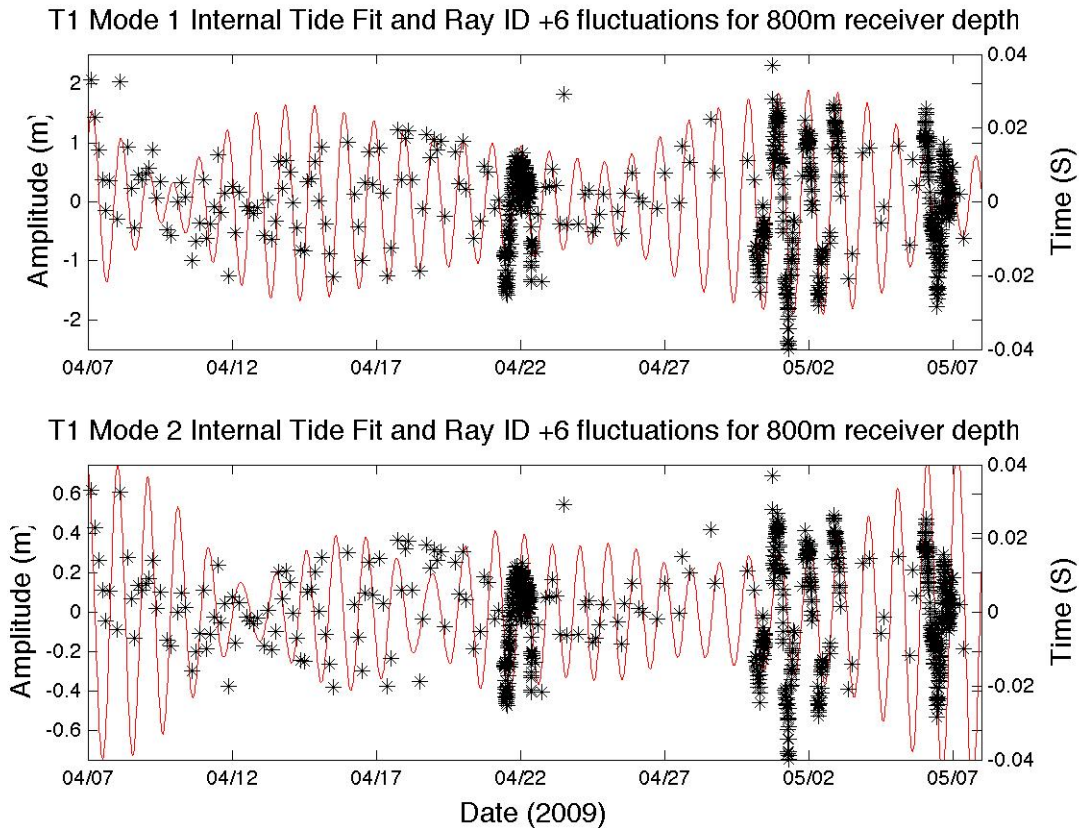 T1 Mode 1 Internal Tide Fit and Ray ID +6 fluctuations for 800m receiver depth
Amplitude (m)
2
1
0
-1
-2
0.04
0.02
0
-0.02
-0.04
Time (S)
04/07 04/12 04/17 04/22 04/27 05/02 05/07
T1 Mode 2 Internal Tide Fit and Ray ID +6 fluctuations for 800m receiver depth
Amplitude (m)
0.6
0.4
0.2
0
-0.2
-0.4
-0.6
0.04
0.02
0
-0.02
-0.04
Time (S)
04/07 04/12 04/17 04/22 04/27 05/02 05/07
Date (2009)